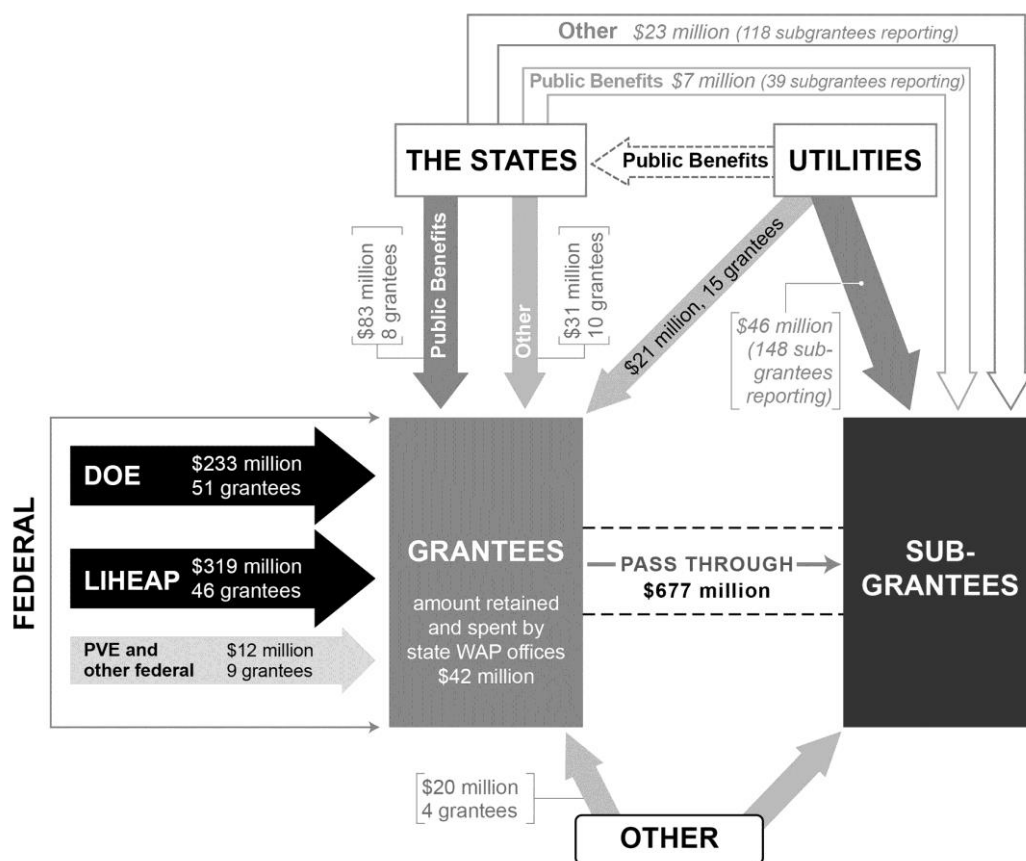 Other $23 million (118 subgrantees reporting)
Public Benefits $7 million (39 subgrantees reporting)
THE STATES
Public Benefits
UTILITIES
$83 million
8 grantees
Public Benefits
Other
$31 million
10 grantees
$21 million, 15 grantees
$46 million
(148 sub-
grantees
reporting)
FEDERAL
DOE
$233 million
51 grantees
LIHEAP
$319 million
46 grantees
PVE and
other federal
$12 million
9 grantees
GRANTEES
amount retained
and spent by
state WAP offices
$42 million
PASS THROUGH
$677 million
SUB-
GRANTEES
$20 million
4 grantees
OTHER